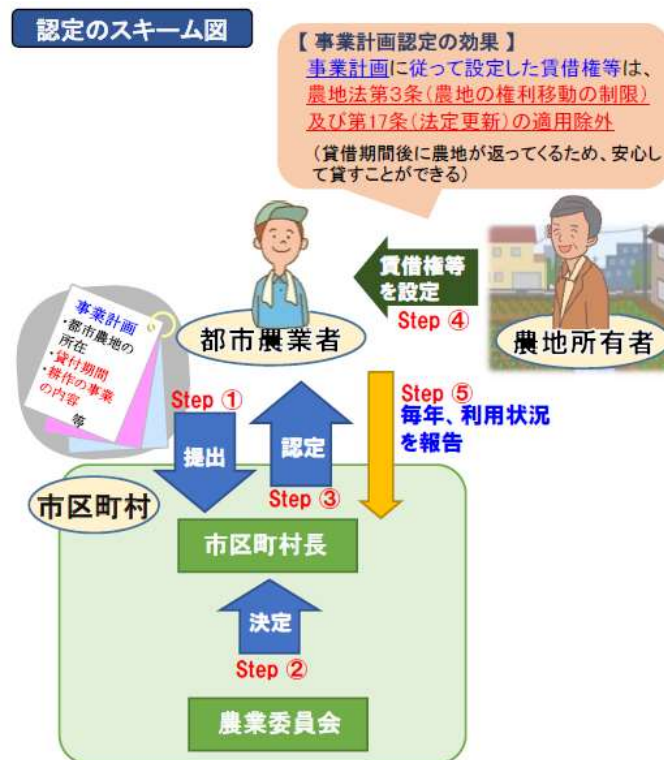 認定のスキーム図
【 事業計画認定の効果 】
事業計画に従って設定した賃借権等は、
農地法第3条(農地の権利移動の制限)
及び第17条(法定更新)の適用除外
(貸借期間後に農地が返ってくるため、安心し
て貸すことができる)
賃借権等
を設定
Step ④
都市農業者
農地所有者
事業計画
・都市農地の
所在
・貸付期間
・耕作の事業
の内容
等
Step ①
提出
認定
Step ③
Step ⑤
毎年、利用状況
を報告
市区町村
市区町村長
決定
Step ②
農業委員会